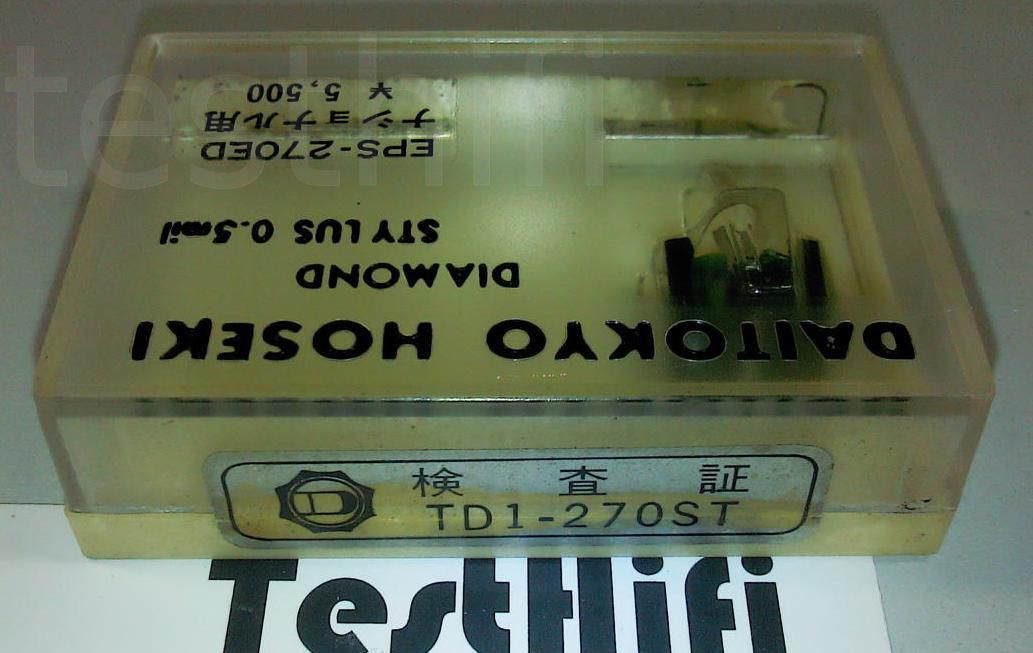 testhifi
DAITOKYO HOSEKI
DIAMOND
STYLUS 0.5mil
EPS-270ED
ナショナル用
¥ 5,500
D
検 査 証
TD1-270ST
TestHifi